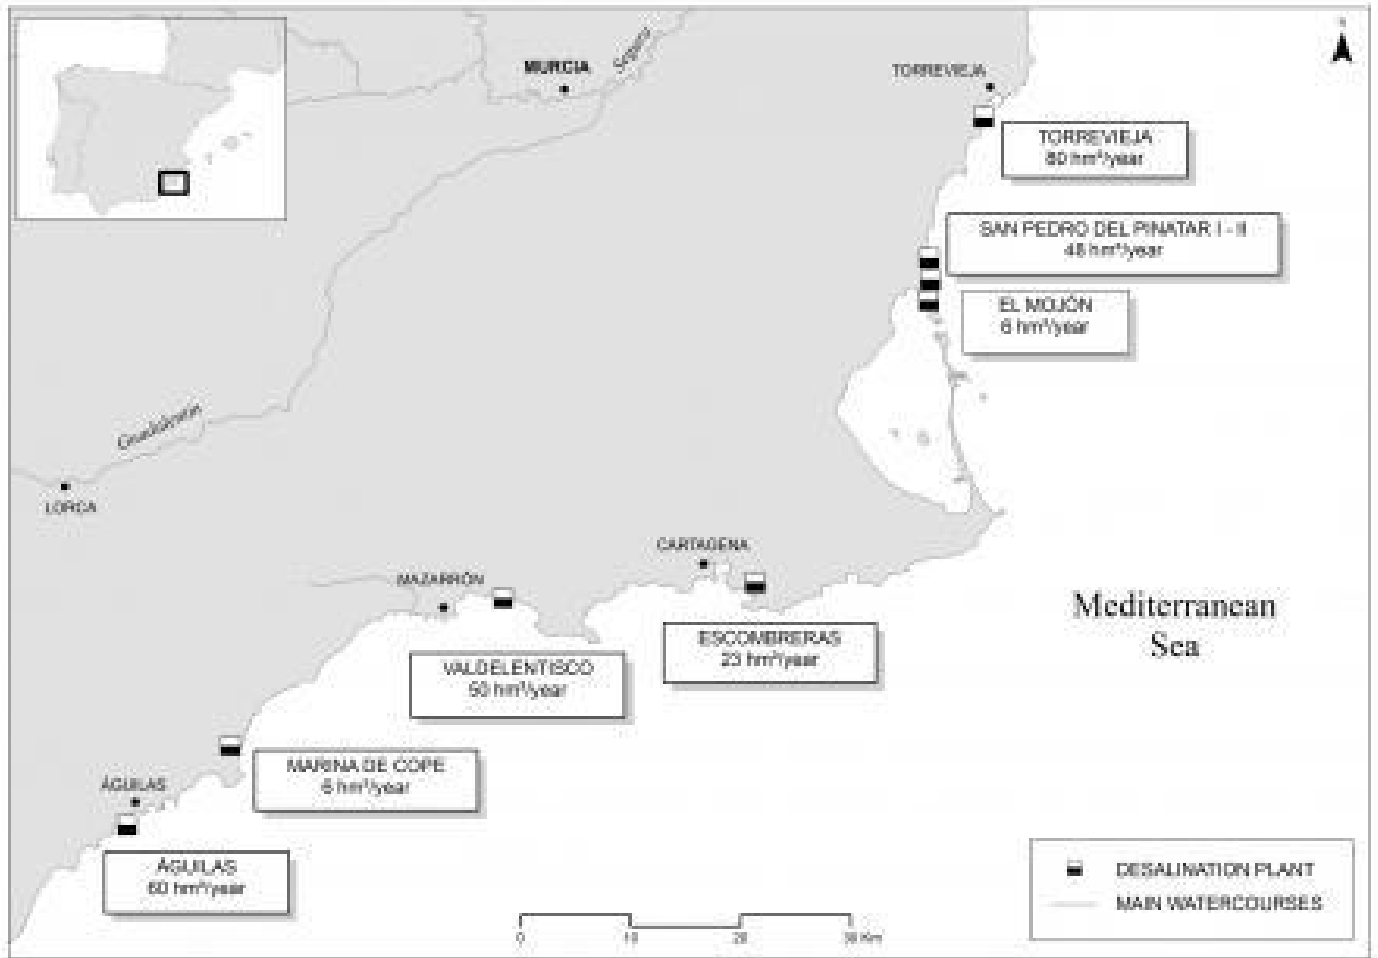 MURCIA
Segura
TORREVIEJA
TORREVIEJA
80 hm³/year
SAN PEDRO DEL PINATAR I - II
48 hm³/year
EL MOJÓN
6 hm³/year
Guadalentín
LORCA
CARTAGENA
MAZARRÓN
Mediterranean
Sea
ESCOMBRERAS
23 hm³/year
VALDELENTISCO
50 hm³/year
MARINA DE COPE
6 hm³/year
ÁGUILAS
ÁGUILAS
60 hm³/year
DESALINATION PLANT
MAIN WATERCOURSES
0 10 20 30 Km